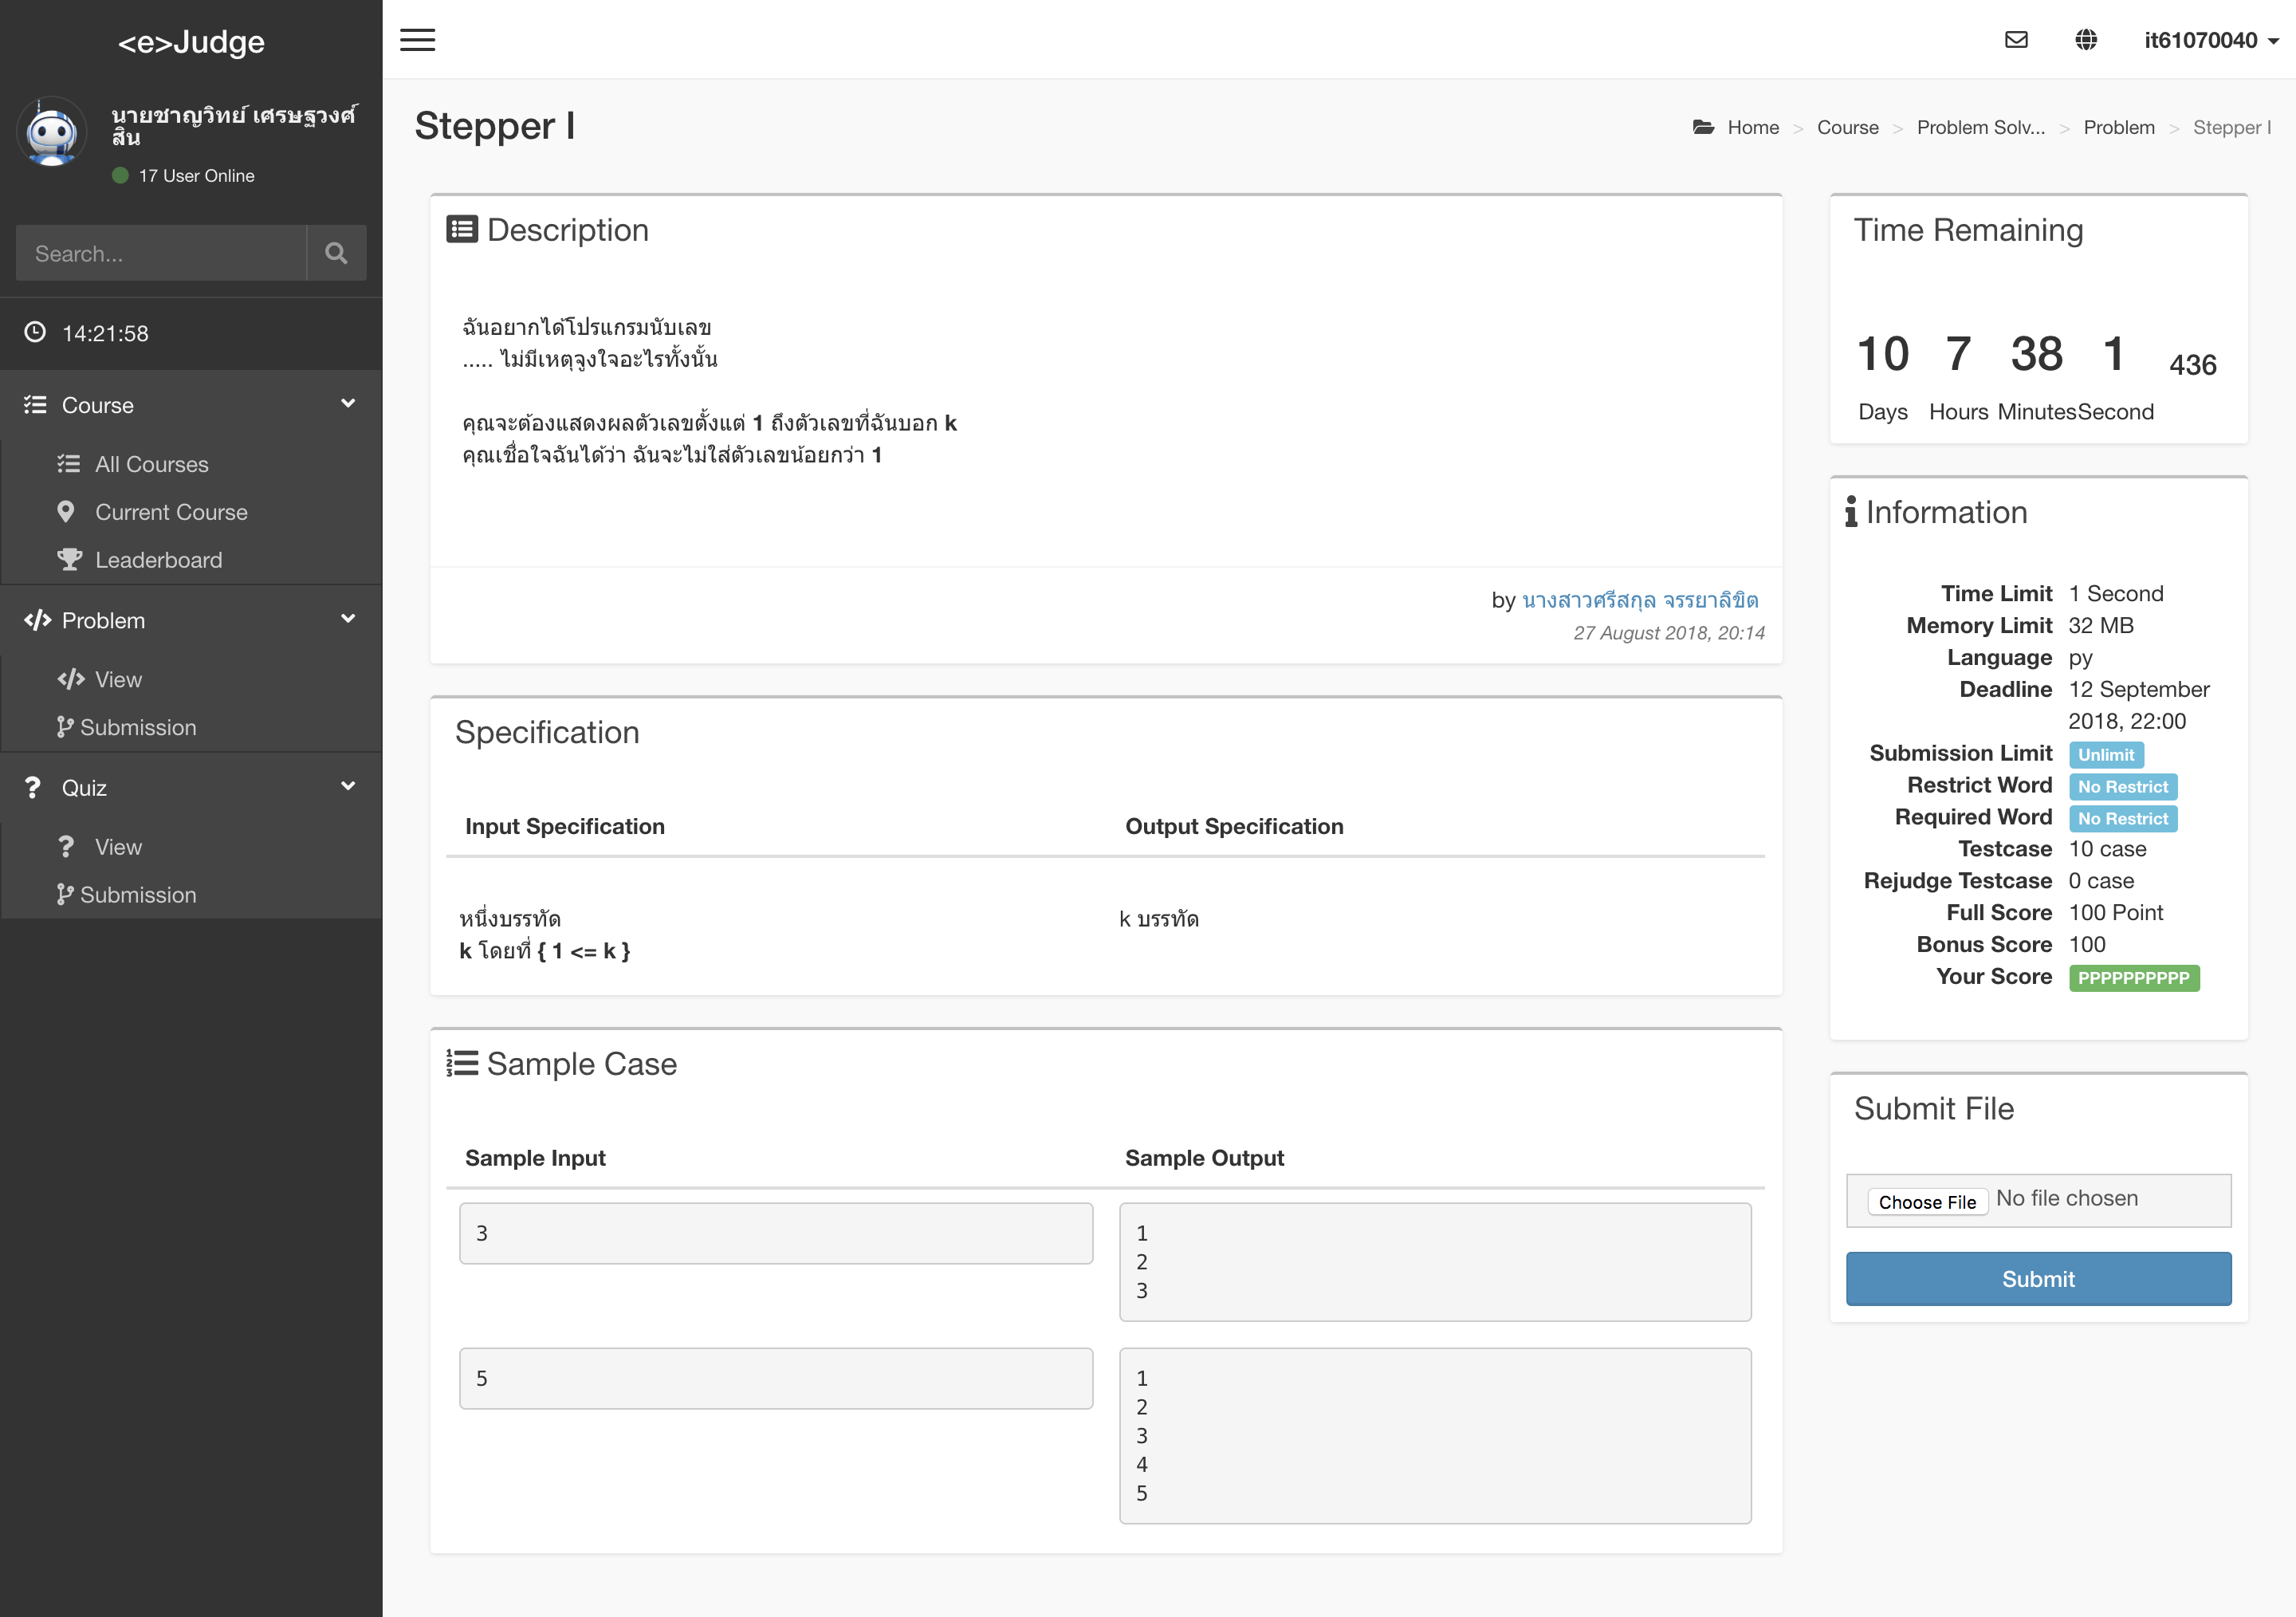 <e>Judge
นายชาญวิทย์ เศรษฐวงศ์
สิน
17 User Online
Search...
14:21:58
Course
All Courses
Current Course
Leaderboard
Problem
View
Submission
Quiz
View
Submission
it61070040
Stepper I
Home > Course > Problem Solv... > Problem > Stepper I
Description
ฉันอยากได้โปรแกรมนับเลข
..... ไม่มีเหตุจูงใจอะไรทั้งนั้น
คุณจะต้องแสดงผลตัวเลขตั้งแต่ 1 ถึงตัวเลขที่ฉันบอก k
คุณเชื่อใจฉันได้ว่า ฉันจะไม่ใส่ตัวเลขน้อยกว่า 1
by นางสาวศรีสกุล จรรยาลิขิต
27 August 2018, 20:14
Specification
Input Specification Output Specification
หนึ่งบรรทัด k บรรทัด
k โดยที่ { 1 <= k }
Sample Case
Sample Input Sample Output
3
1
2
3
5
1
2
3
4
5
Time Remaining
10 7 38 1 436
Days Hours Minutes Second
Information
Time Limit 1 Second
Memory Limit 32 MB
Language py
Deadline 12 September
2018, 22:00
Submission Limit Unlimit
Restrict Word No Restrict
Required Word No Restrict
Testcase 10 case
Rejudge Testcase 0 case
Full Score 100 Point
Bonus Score 100
Your Score PPPPPPPPPP
Submit File
Choose File No file chosen
Submit